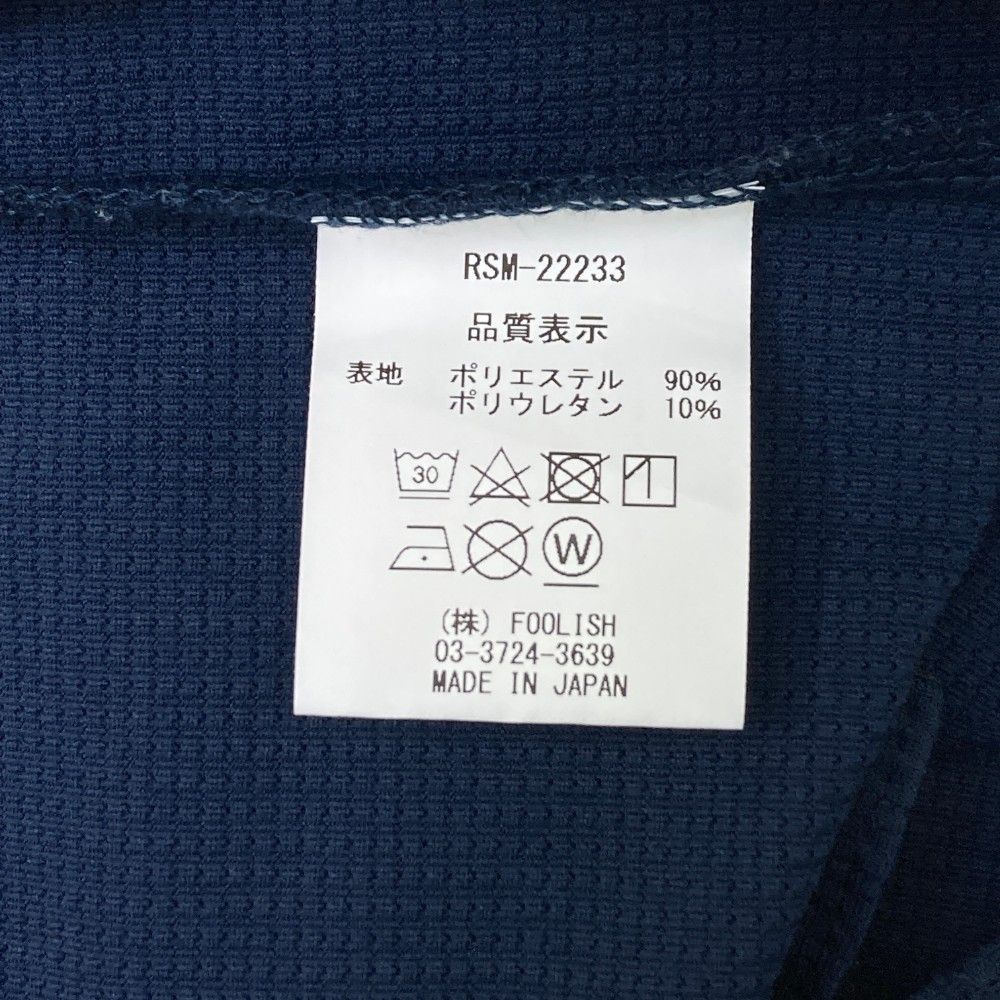 RSM-22233
品質表示
表地 ポリエステル 90%
ポリウレタン 10%
30
W
(株) FOOLISH
03-3724-3639
MADE IN JAPAN